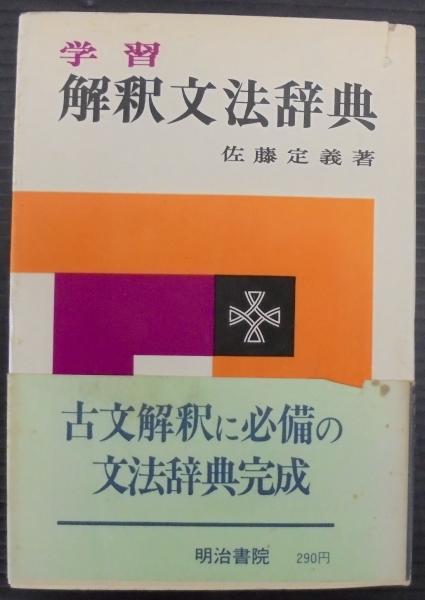 学習
解釈文法辞典
佐藤定義著
古文解釈に必備の
文法辞典完成
明治書院 290円